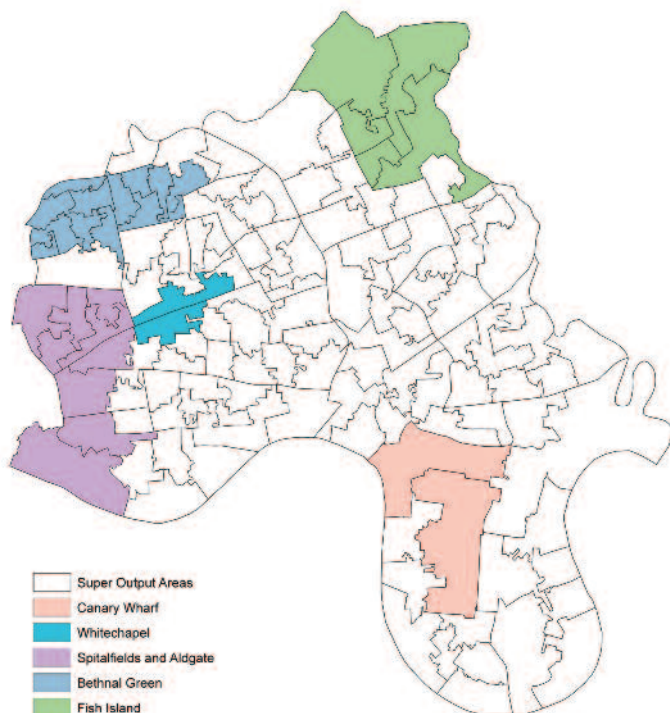 Super Output Areas
Canary Wharf
Whitechapel
Spitalfields and Aldgate
Bethnal Green
Fish Island